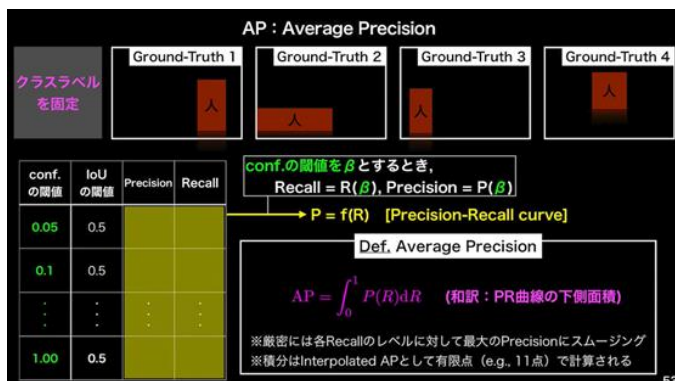 AP：Average Precision
クラスラベル
を固定
Ground-Truth 1
人
Ground-Truth 2
人
Ground-Truth 3
人
Ground-Truth 4
人
conf.の閾値をβとするとき,
Recall = R(β), Precision = P(β)
conf.
の閾値
IoU
の閾値
Precision
Recall
0.05
0.5
0.1
0.5
1.00
0.5
P = f(R) [Precision-Recall curve]
Def. Average Precision
AP = ∫₀¹ P(R)dR (和訳：PR曲線の下側面積)
※厳密には各Recallのレベルに対して最大のPrecisionにスムージング
※積分はInterpolated APとして有限点（e.g., 11点）で計算される